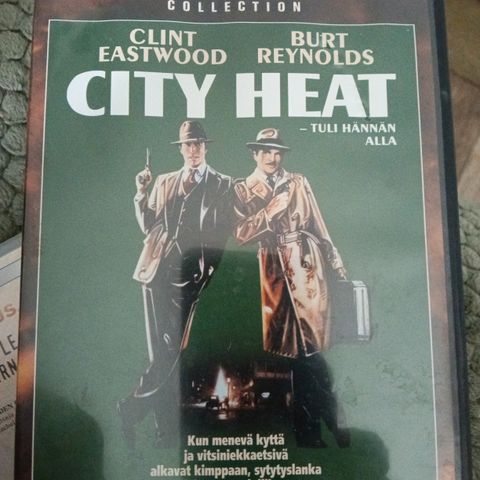 COLLECTION
CLINT EASTWOOD
BURT REYNOLDS
CITY HEAT
– TULI HÄNNÄN
ALLA
Kun menevä kyttä
ja vitsiniekkaetsivä
alkavat kimppaan, sytytyslanka